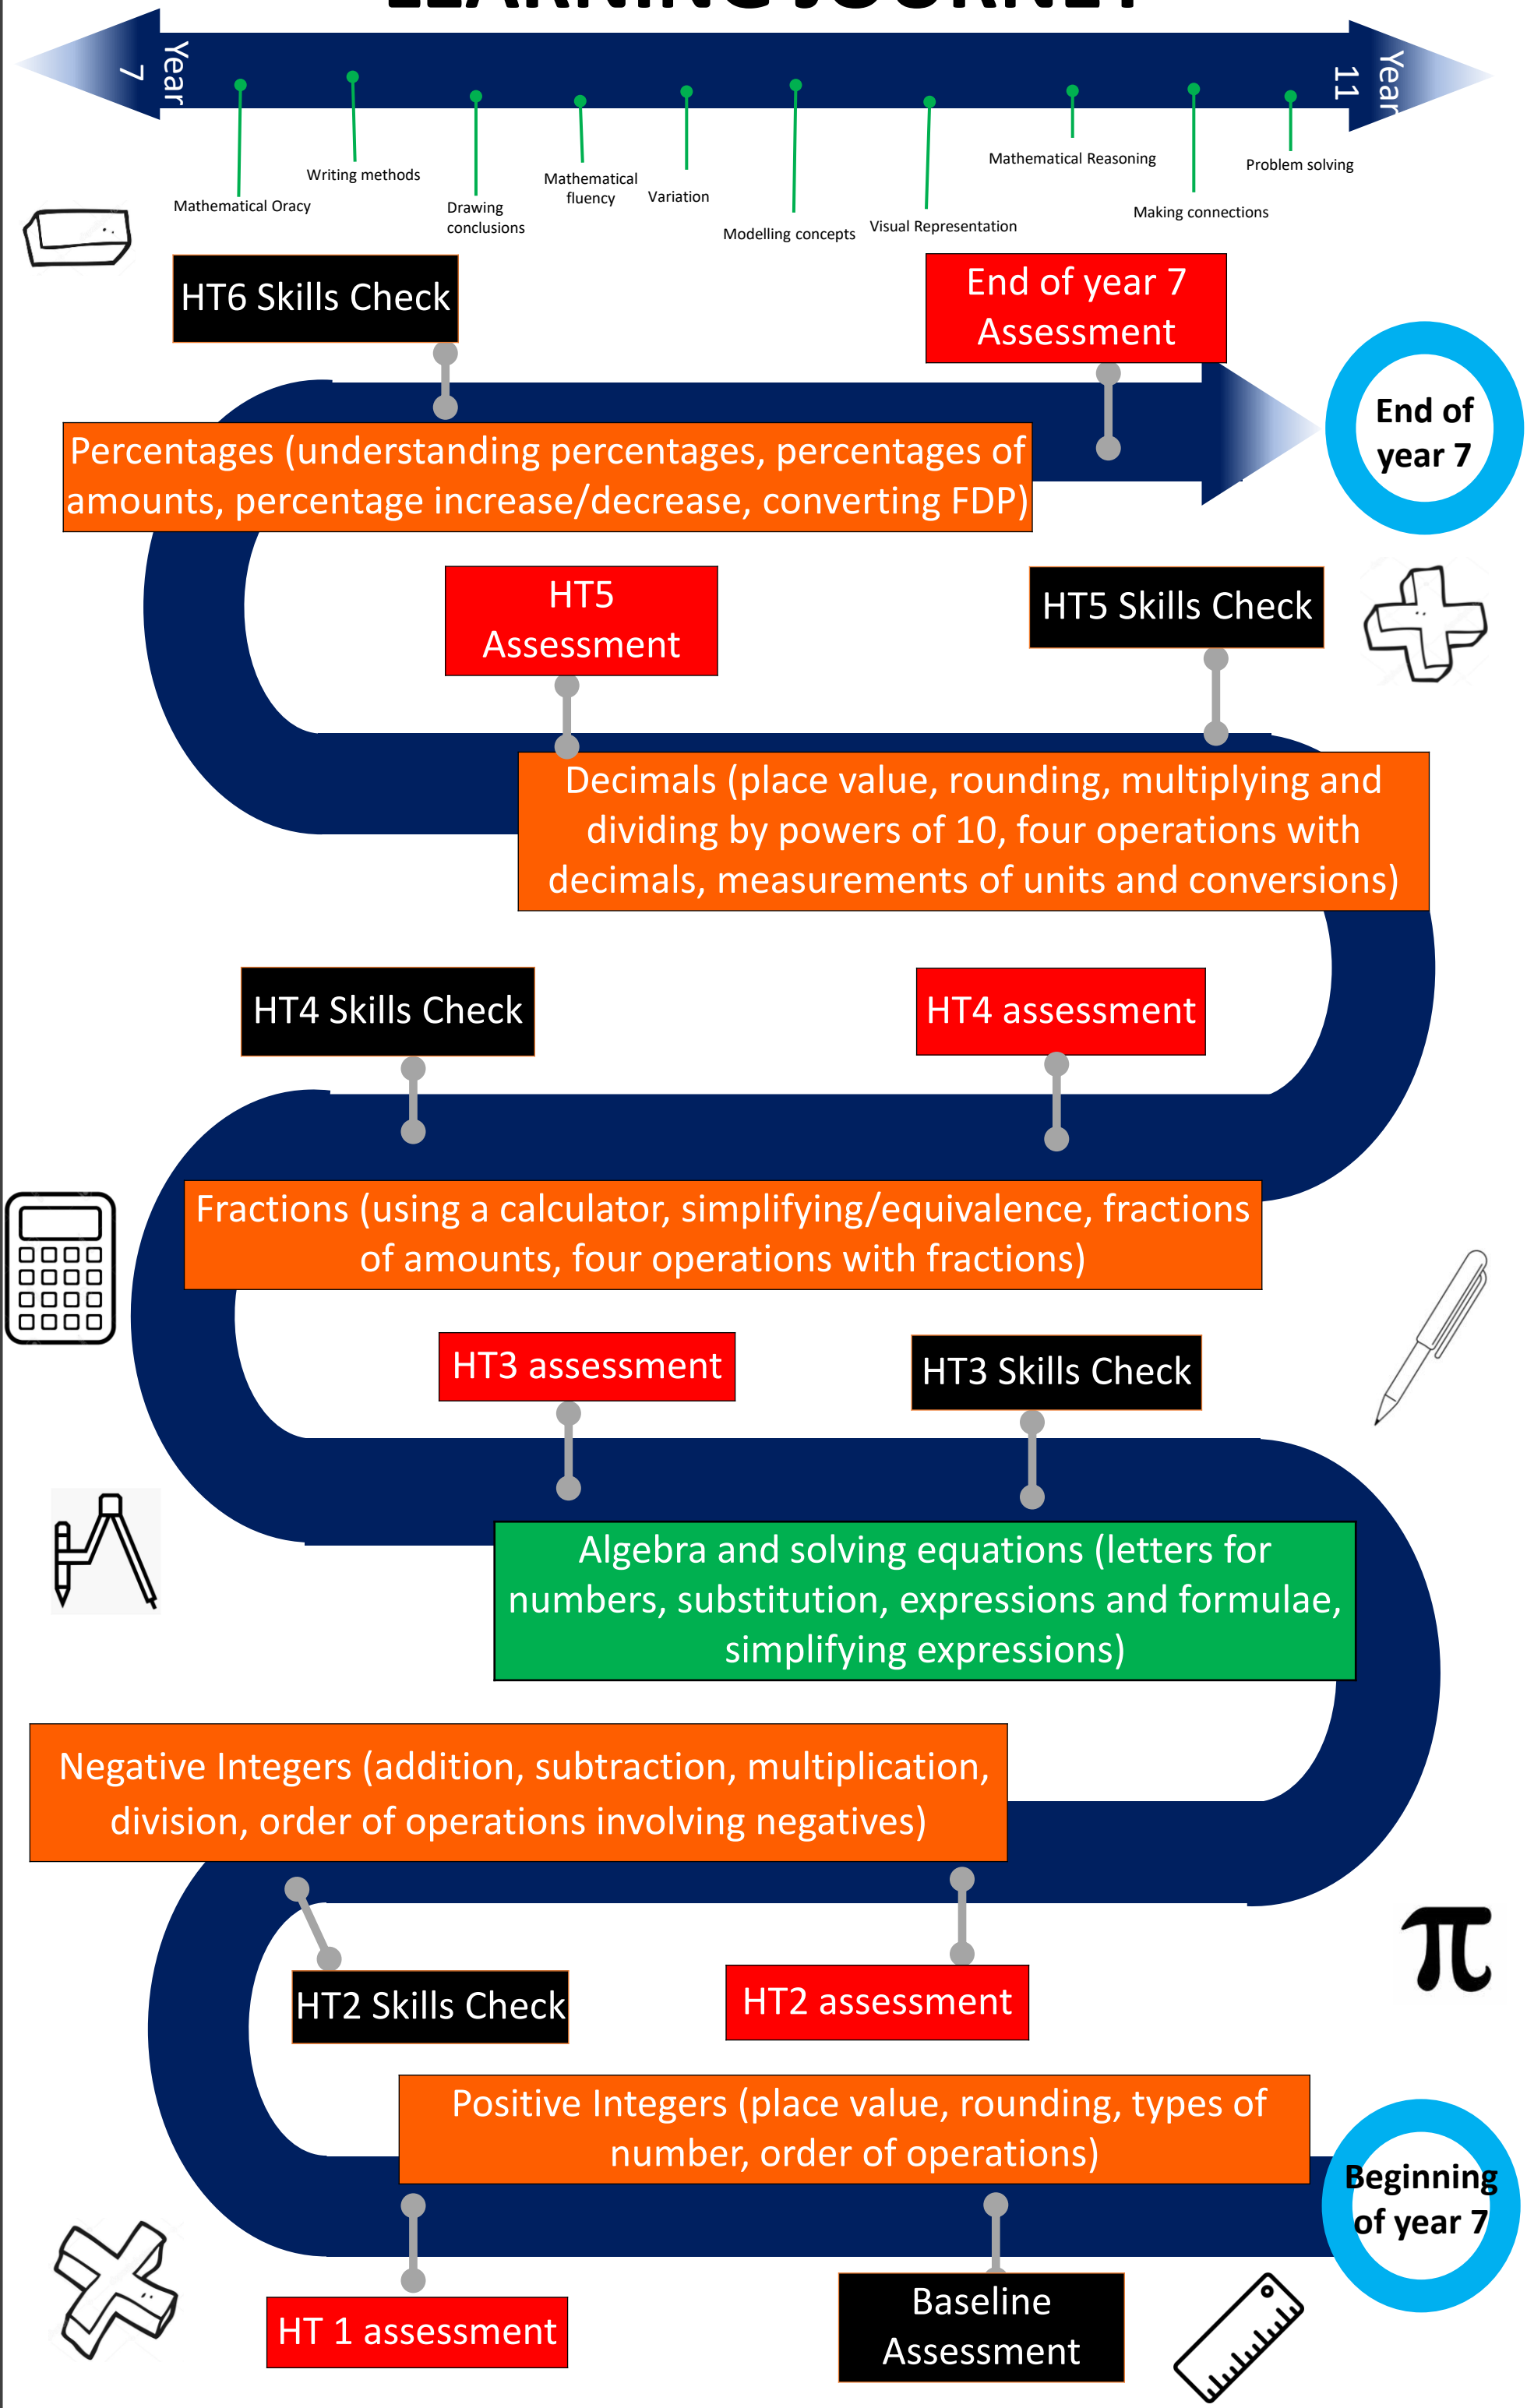 LEARNING JOURNEY
Year
7
Year
11
Mathematical Oracy
Writing methods
Drawing
conclusions
Mathematical
fluency
Variation
Modelling concepts
Visual Representation
Mathematical Reasoning
Making connections
Problem solving
HT6 Skills Check
End of year 7
Assessment
End of
year 7
Percentages (understanding percentages, percentages of
amounts, percentage increase/decrease, converting FDP)
HT5
Assessment
HT5 Skills Check
Decimals (place value, rounding, multiplying and
dividing by powers of 10, four operations with
decimals, measurements of units and conversions)
HT4 Skills Check
HT4 assessment
Fractions (using a calculator, simplifying/equivalence, fractions
of amounts, four operations with fractions)
HT3 assessment
HT3 Skills Check
Algebra and solving equations (letters for
numbers, substitution, expressions and formulae,
simplifying expressions)
Negative Integers (addition, subtraction, multiplication,
division, order of operations involving negatives)
HT2 Skills Check
HT2 assessment
π
Positive Integers (place value, rounding, types of
number, order of operations)
Beginning
of year 7
HT 1 assessment
Baseline
Assessment